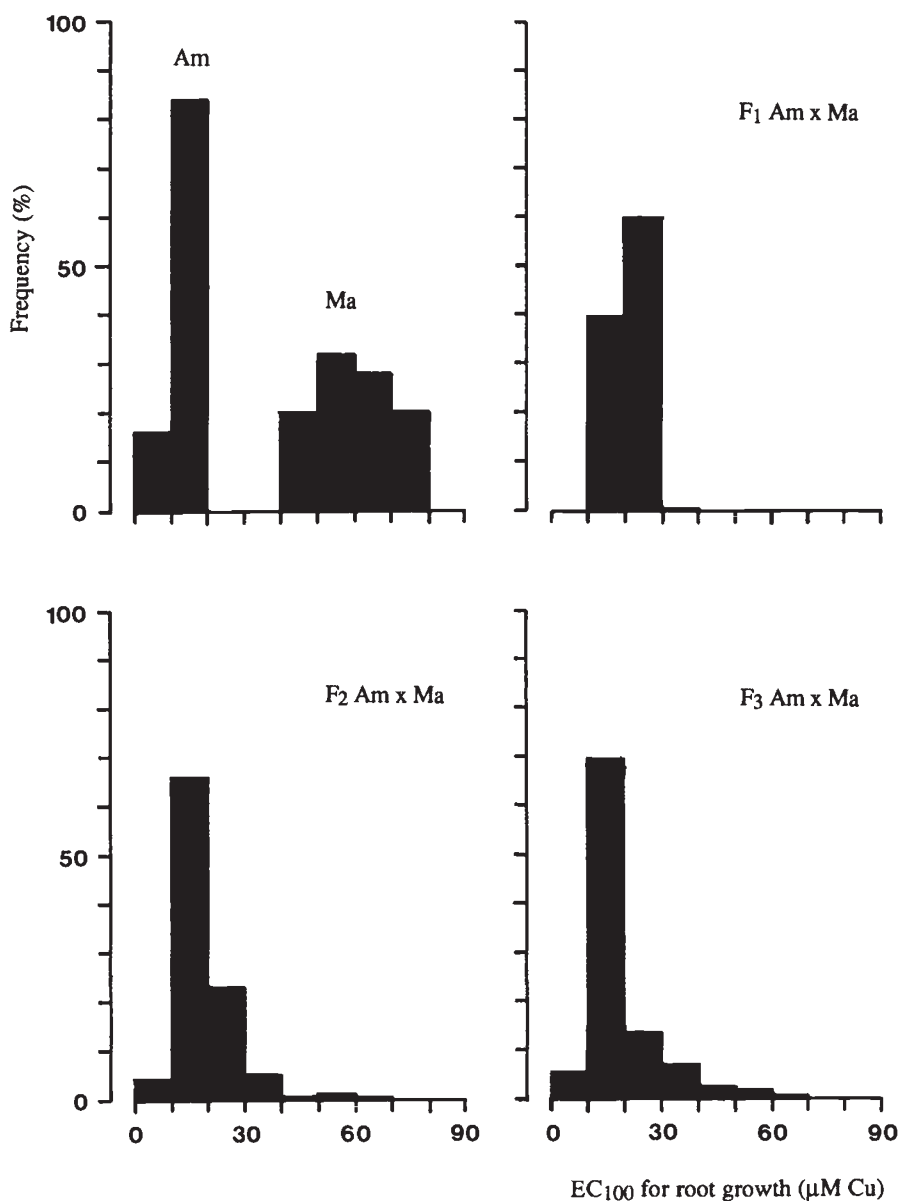 100
Am
F1 Am x Ma
Frequency (%)
50
Ma
0
100
F2 Am x Ma
F3 Am x Ma
50
0
0 30 60 90
0 30 60 90
EC100 for root growth (μM Cu)